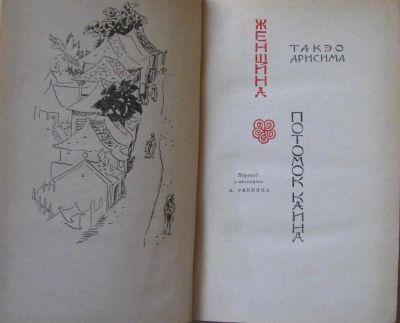 ЖЕНЩИНА
ТАКЭО
АРИСИМА
ПОТОМОК КАИНА
Перевод
с японского
А. РЯБКИНА